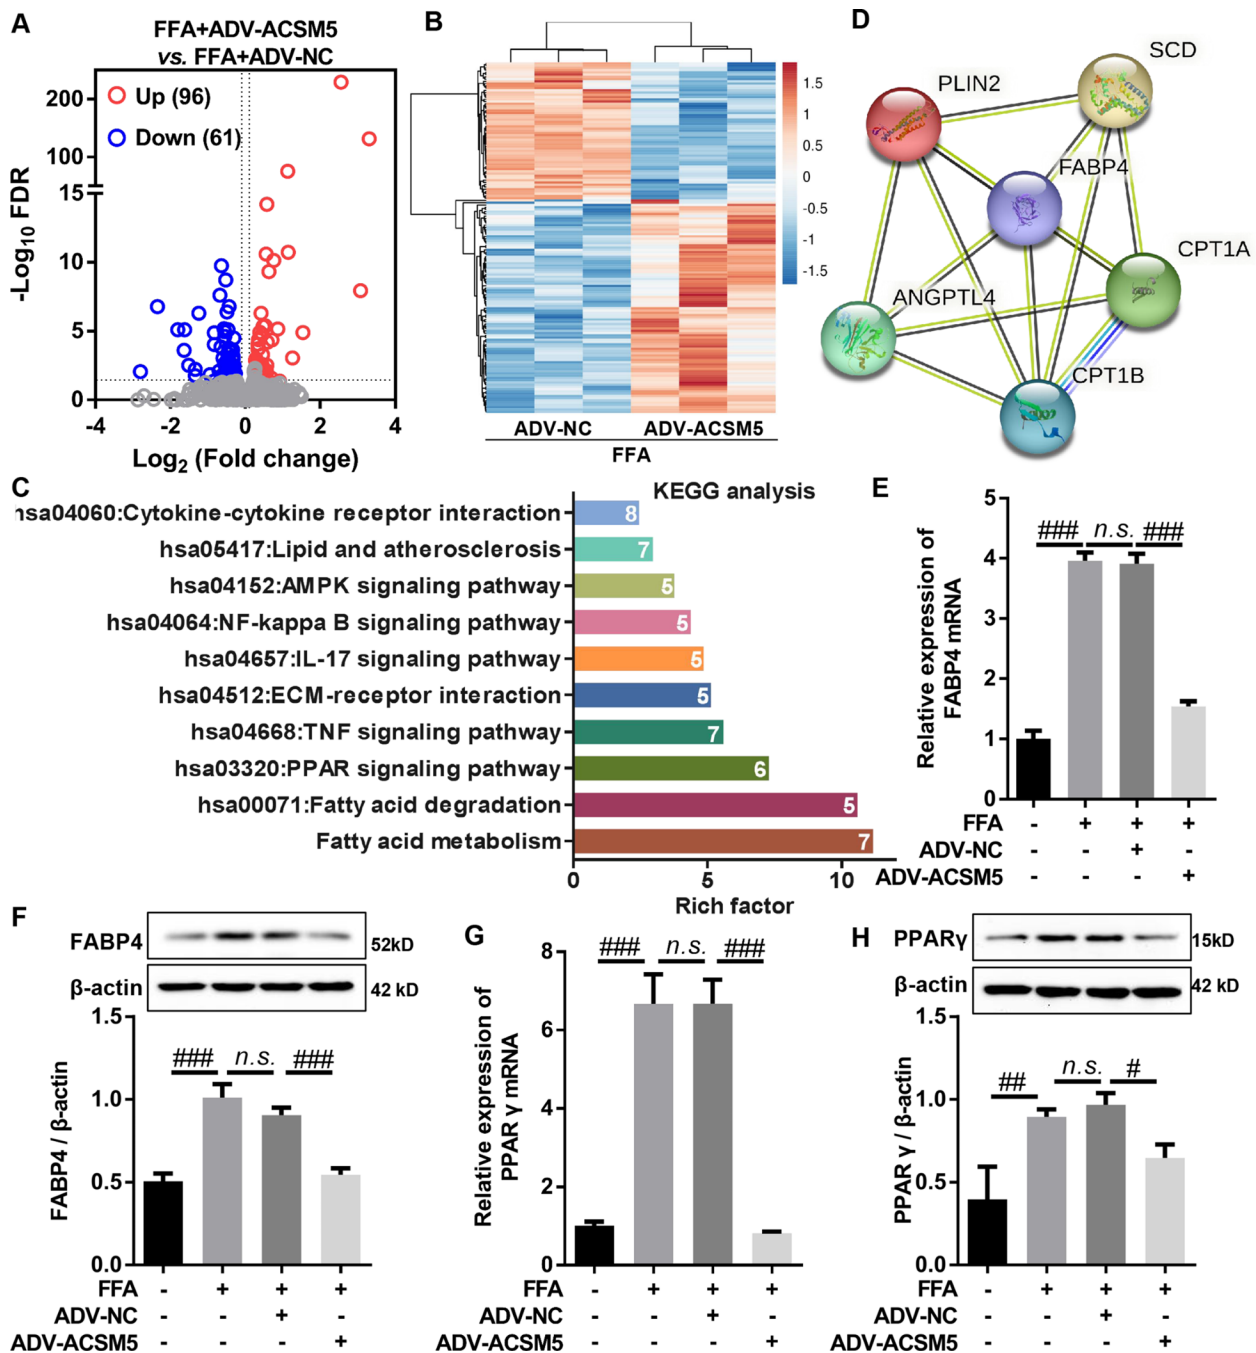 A
FFA+ADV-ACSM5
vs. FFA+ADV-NC
Up (96)
Down (61)
200
100
15
10
5
0
-Log10 FDR
-4
-2
0
2
4
Log2 (Fold change)
B
1.5
1
0.5
0
-0.5
-1
-1.5
ADV-NC
ADV-ACSM5
FFA
D
SCD
PLIN2
FABP4
CPT1A
ANGPTL4
CPT1B
C
KEGG analysis
hsa04060:Cytokine-cytokine receptor interaction
8
hsa05417:Lipid and atherosclerosis
7
hsa04152:AMPK signaling pathway
5
hsa04064:NF-kappa B signaling pathway
5
hsa04657:IL-17 signaling pathway
5
hsa04512:ECM-receptor interaction
5
hsa04668:TNF signaling pathway
7
hsa03320:PPAR signaling pathway
6
hsa00071:Fatty acid degradation
5
Fatty acid metabolism
7
0
5
10
Rich factor
E
Relative expression of
FABP4 mRNA
5
4
3
2
1
0
###
n.s.
###
FFA - + + +
ADV-NC - - + -
ADV-ACSM5 - - - +
F
FABP4
52kD
β-actin
42 kD
FABP4 / β-actin
1.5
1.0
0.5
0.0
###
n.s.
###
FFA - + + +
ADV-NC - - + -
ADV-ACSM5 - - - +
G
Relative expression of
PPAR γ mRNA
8
6
4
2
0
###
n.s.
###
FFA - + + +
ADV-NC - - + -
ADV-ACSM5 - - - +
H
PPARγ
15kD
β-actin
42 kD
PPAR γ / β-actin
1.5
1.0
0.5
0.0
##
n.s.
#
FFA - + + +
ADV-NC - - + -
ADV-ACSM5 - - - +